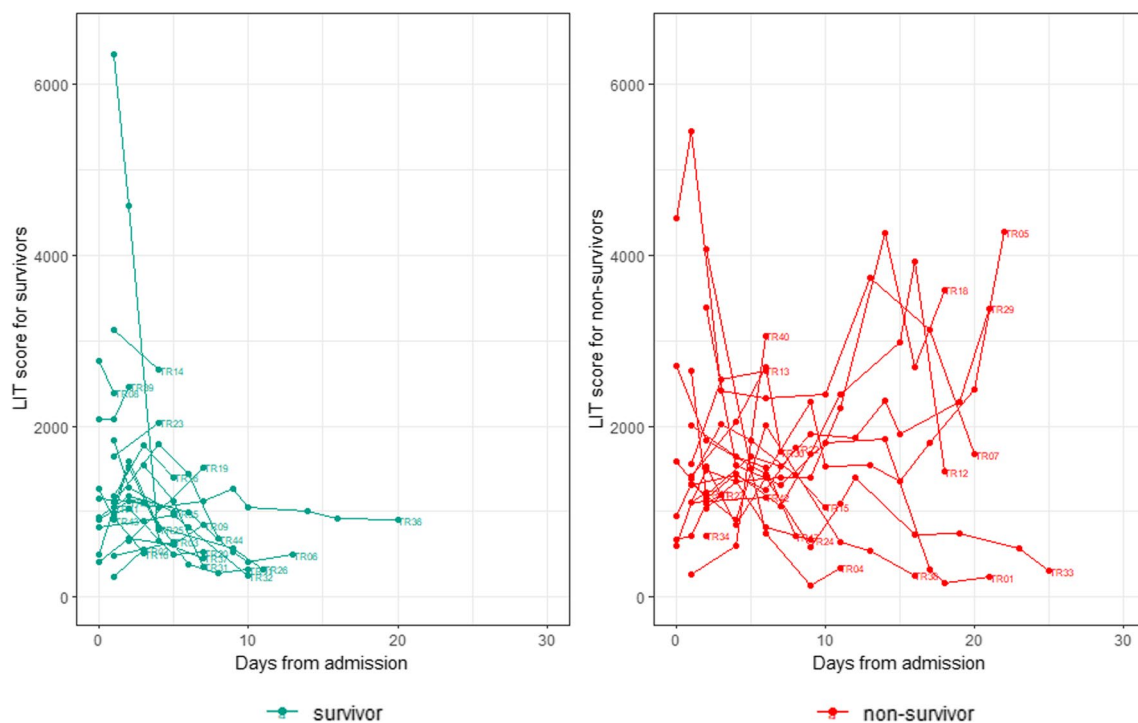 LIT score for survivors
6000
4000
2000
0
TR14
TR08
TR39
TR23
TR19
TR09
TR44
TR36
TR06
TR26
TR32
TR31
0
10
20
30
Days from admission
survivor
LIT score for non-survivors
6000
4000
2000
0
TR05
TR18
TR29
TR40
TR13
TR07
TR12
TR15
TR34
TR24
TR04
TR38
TR01
TR33
0
10
20
30
Days from admission
non-survivor